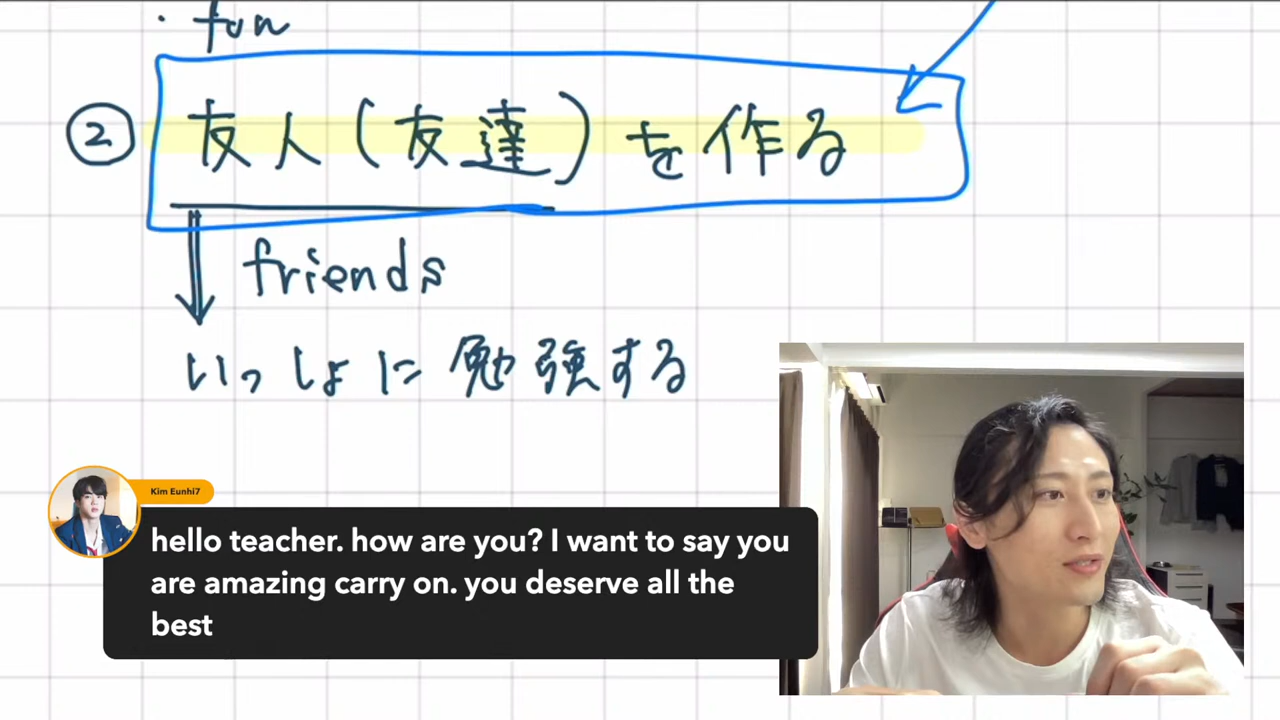 ・fun
② 友人(友達)を作る
friends
いっしょに勉強する
Kim Eunhi7
hello teacher. how are you? I want to say you
are amazing carry on. you deserve all the
best